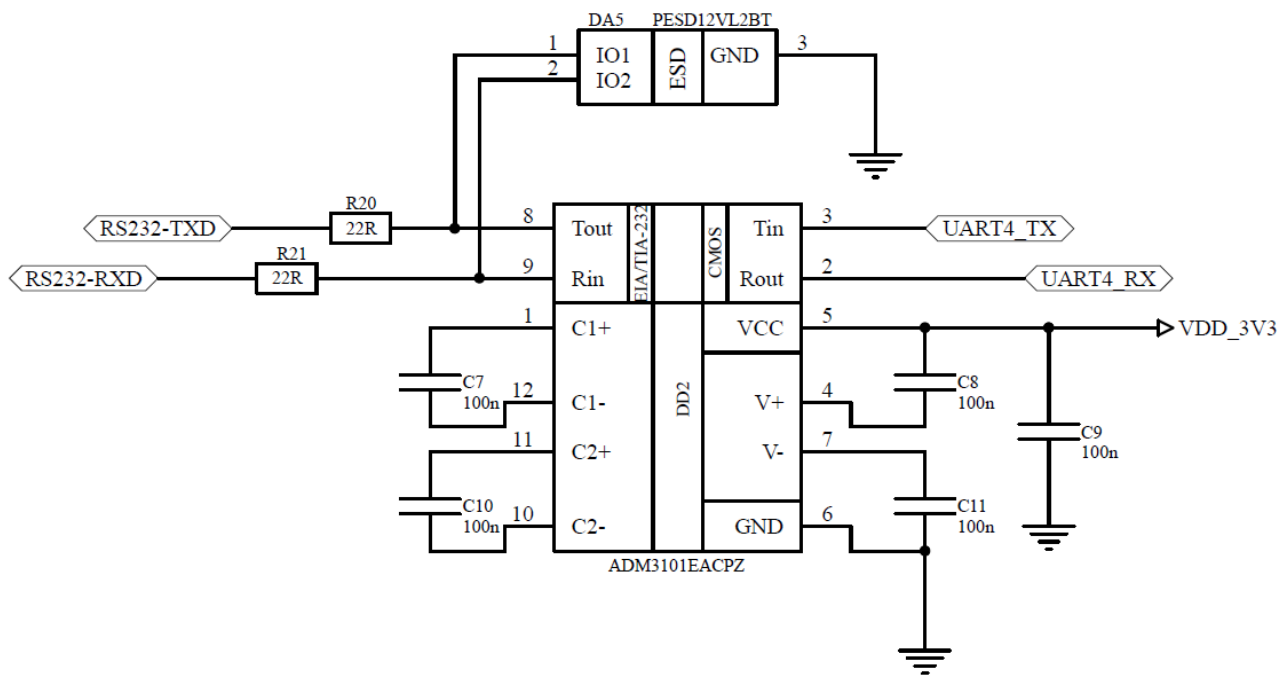 DA5 PESD12VL2BT
1 IO1 ESD GND 3
2 IO2
RS232-TXD R20 22R 8 Tout EIA/TIA-232 CMOS Tin 3 UART4_TX
RS232-RXD R21 22R 9 Rin Rout 2 UART4_RX
1 C1+ VCC 5 VDD_3V3
C7 100n 12 C1- DD2 V+ 4 C8 100n
11 C2+ V- 7 C9 100n
C10 100n 10 C2- GND 6 C11 100n
ADM3101EACPZ